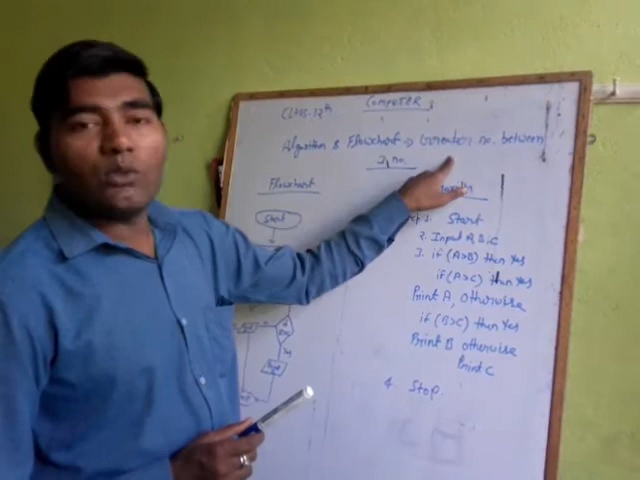 COMPUTER
CLASS-12th
Algorithm & Flowchart → Greatest no. between
3 no.
Flowchart
Start
1. Start
2. Input A, B, C
3. if (A>B) then Yes
if (A>C) then Yes
Print A, otherwise
if (B>C) then Yes
Print B otherwise
Print C
4. Stop.